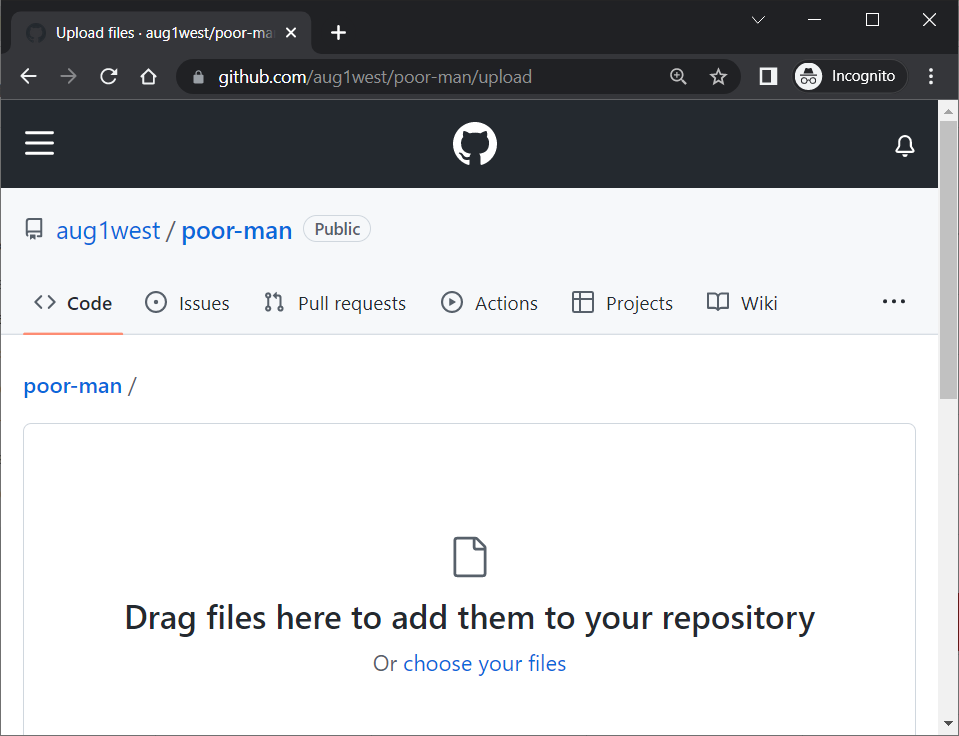 Upload files · aug1west/poor-ma
github.com/aug1west/poor-man/upload
Incognito
aug1west / poor-man Public
Code Issues Pull requests Actions Projects Wiki
poor-man /
Drag files here to add them to your repository
Or choose your files